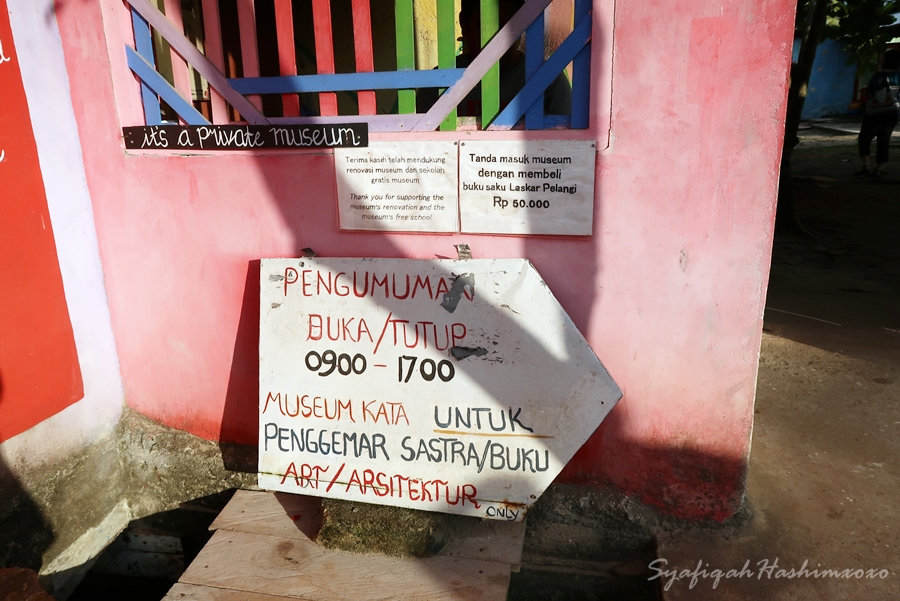 its a private museum.
Terima kasih telah mendukung
renovasi museum dan sekolah
gratis museum
Thank you for supporting the
museum's renovation and the
museum's free school
Tanda masuk museum
dengan membeli
buku saku Laskar Pelangi
Rp 50.000
PENGUMUMAN
BUKA/TUTUP
0900 - 1700
MUSEUM KATA UNTUK
PENGGEMAR SASTRA/BUKU
ART/ARSITEKTUR
ONLY
SyafiqahHashimxoxo